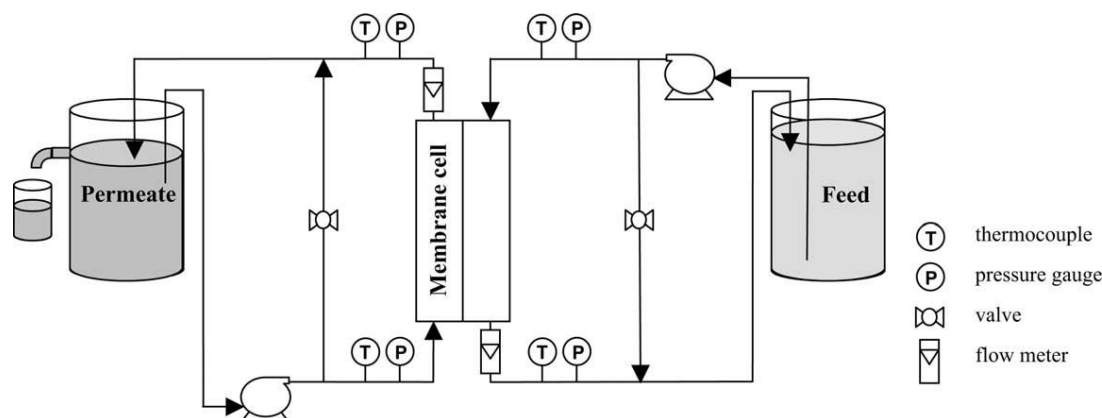 T P T P
Permeate
Membrane cell
Feed
T thermocouple
P pressure gauge
valve
flow meter
T P T P